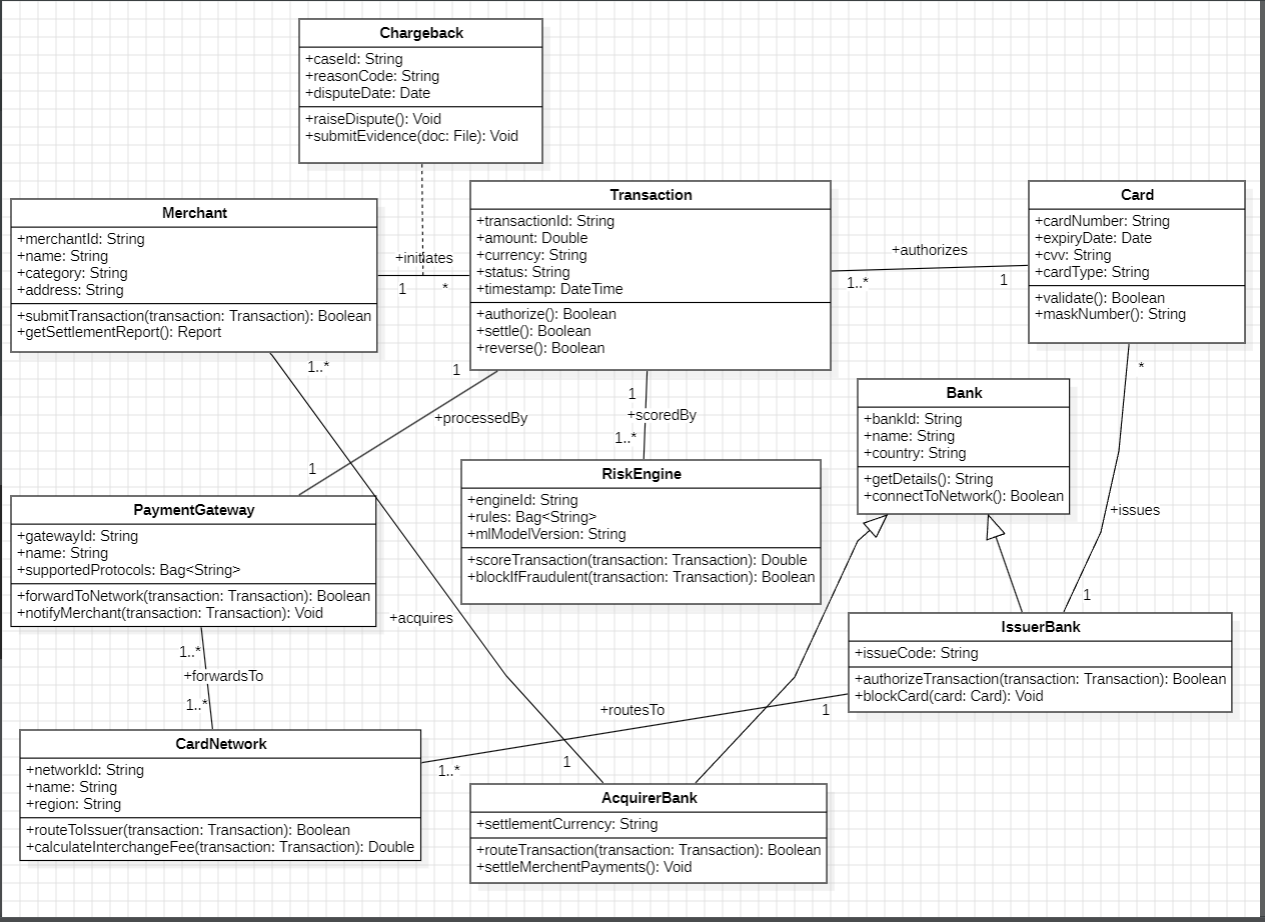 Chargeback
+caseId: String
+reasonCode: String
+disputeDate: Date
+raiseDispute(): Void
+submitEvidence(doc: File): Void
Merchant
+merchantId: String
+name: String
+category: String
+address: String
+submitTransaction(transaction: Transaction): Boolean
+getSettlementReport(): Report
+initiates
1
*
Transaction
+transactionId: String
+amount: Double
+currency: String
+status: String
+timestamp: DateTime
+authorize(): Boolean
+settle(): Boolean
+reverse(): Boolean
+authorizes
1..*
1
Card
+cardNumber: String
+expiryDate: Date
+cvv: String
+cardType: String
+validate(): Boolean
+maskNumber(): String
1..*
1
+processedBy
1
1
+scoredBy
1..*
*
Bank
+bankId: String
+name: String
+country: String
+getDetails(): String
+connectToNetwork(): Boolean
RiskEngine
+engineId: String
+rules: Bag<String>
+mlModelVersion: String
+scoreTransaction(transaction: Transaction): Double
+blockIfFraudulent(transaction: Transaction): Boolean
PaymentGateway
+gatewayId: String
+name: String
+supportedProtocols: Bag<String>
+forwardToNetwork(transaction: Transaction): Boolean
+notifyMerchant(transaction: Transaction): Void
+issues
1
+acquires
IssuerBank
+issueCode: String
+authorizeTransaction(transaction: Transaction): Boolean
+blockCard(card: Card): Void
1..*
+forwardsTo
1..*
+routesTo
1
1..*
1
CardNetwork
+networkId: String
+name: String
+region: String
+routeToIssuer(transaction: Transaction): Boolean
+calculateInterchangeFee(transaction: Transaction): Double
AcquirerBank
+settlementCurrency: String
+routeTransaction(transaction: Transaction): Boolean
+settleMerchentPayments(): Void